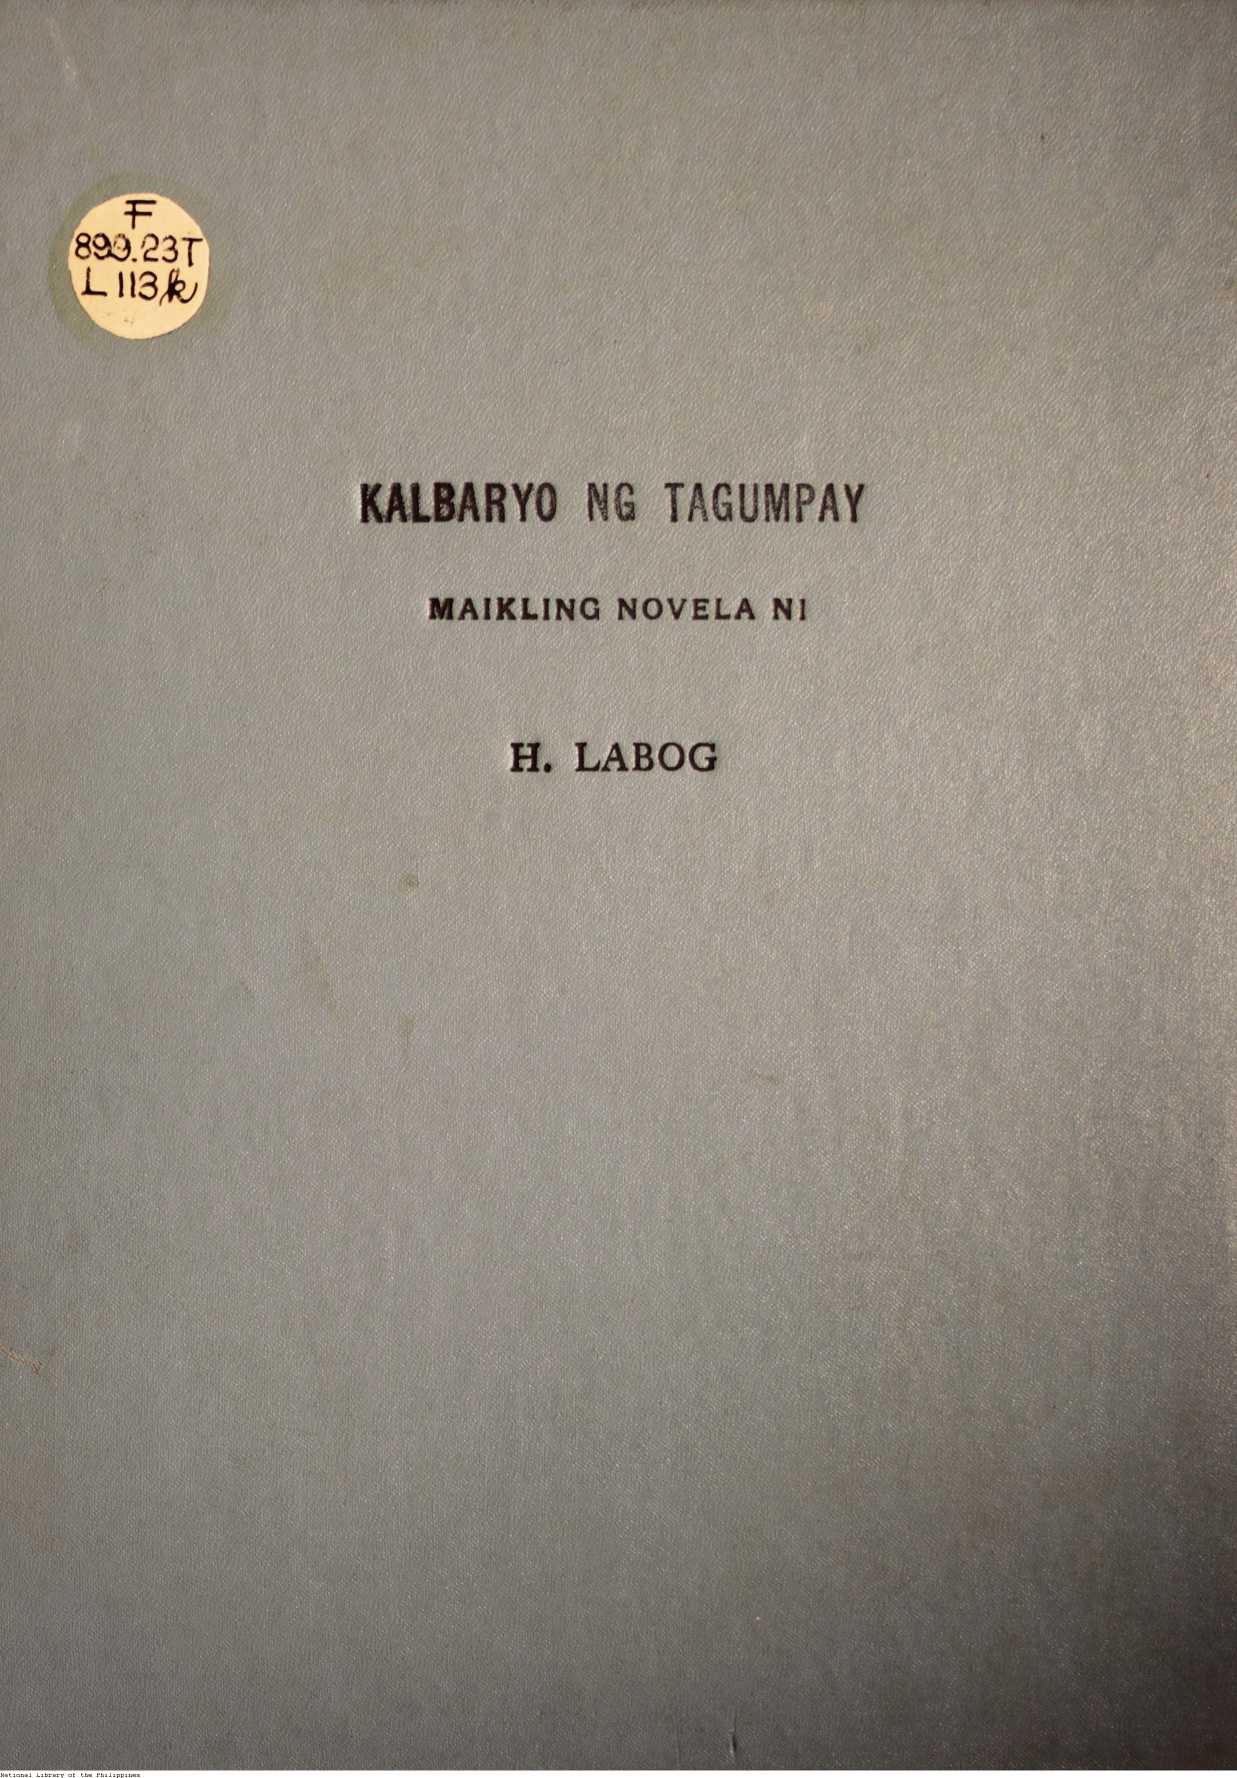 F
899.23T
L113k
KALBARYO NG TAGUMPAY
MAIKLING NOVELA NI
H. LABOG
National Library of the Philippines